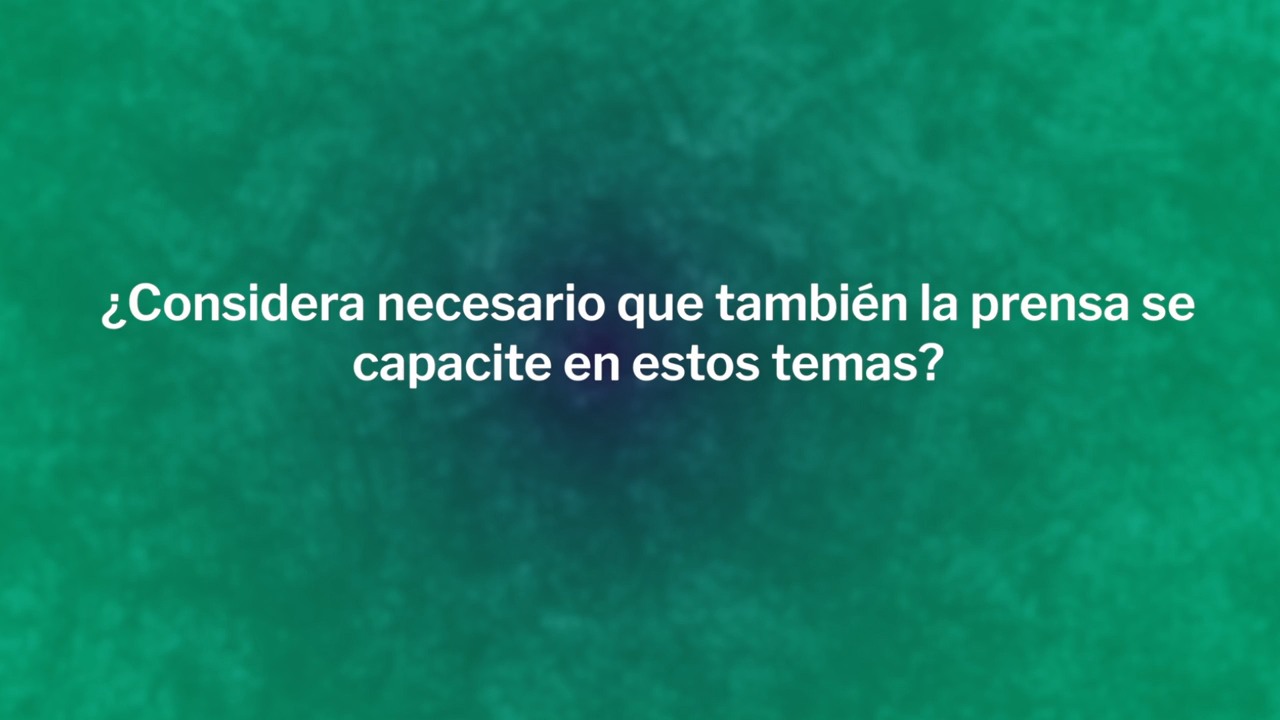 ¿Considera necesario que también la prensa se
capacite en estos temas?